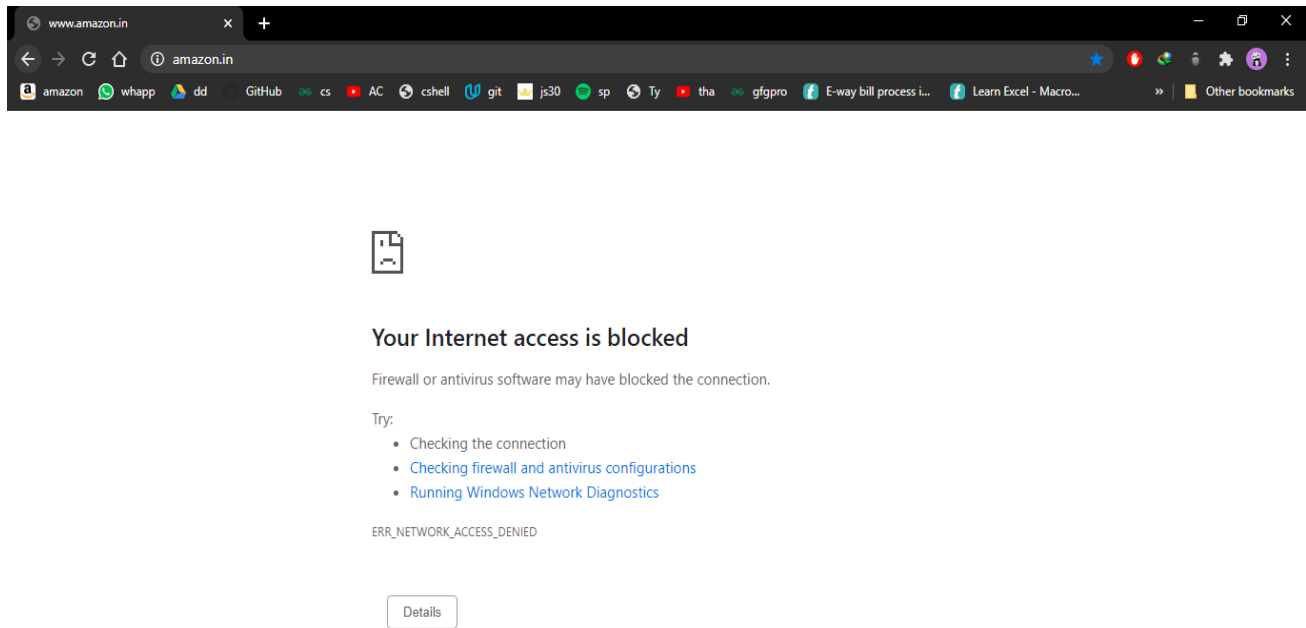 www.amazon.in
amazon.in
amazon whapp dd GitHub cs AC cshell git js30 sp Ty tha gfgpro E-way bill process i... Learn Excel - Macro... » Other bookmarks
Your Internet access is blocked
Firewall or antivirus software may have blocked the connection.
Try:
• Checking the connection
• Checking firewall and antivirus configurations
• Running Windows Network Diagnostics
ERR_NETWORK_ACCESS_DENIED
Details